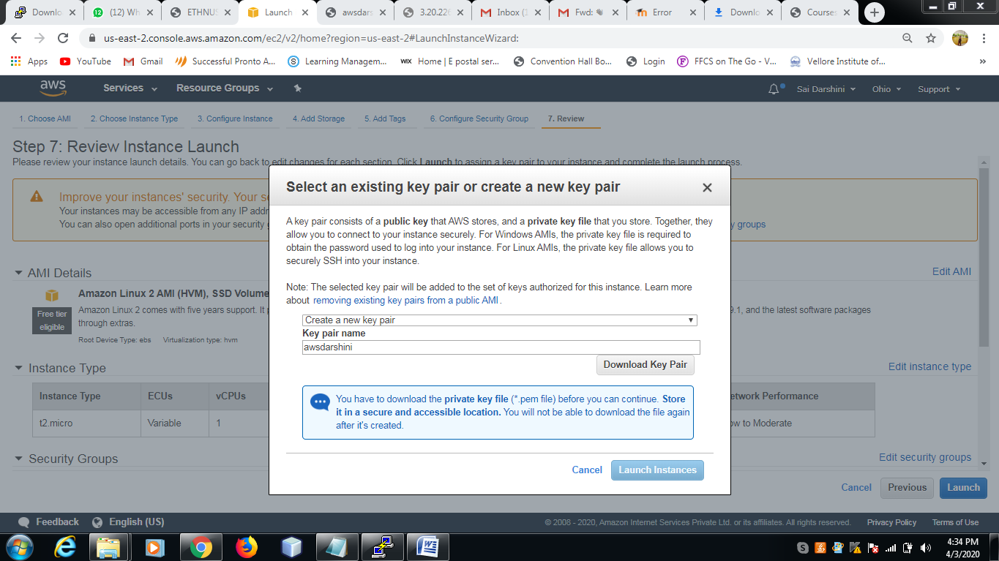 Downlo
(12) Wh
ETHNUS
Launch
awsdars
3.20.226
Inbox (1
Fwd:
Error
Downlo
Courses
us-east-2.console.aws.amazon.com/ec2/v2/home?region=us-east-2#LaunchInstanceWizard:
Apps
YouTube
Gmail
Successful Pronto A...
Learning Managem...
WIX Home | E postal ser...
Convention Hall Bo...
Login
FFCS on The Go - V...
Vellore Institute of...
aws
Services
Resource Groups
Sai Darshini
Ohio
Support
1. Choose AMI
2. Choose Instance Type
3. Configure Instance
4. Add Storage
5. Add Tags
6. Configure Security Group
7. Review
Step 7: Review Instance Launch
Please review your instance launch details. You can go back to edit changes for each section. Click Launch to assign a key pair to your instance and complete the launch process.
Improve your instances' security. Your s
Your instances may be accessible from any IP addr
You can also open additional ports in your security
y groups
AMI Details
Edit AMI
Amazon Linux 2 AMI (HVM), SSD Volume
Free tier
eligible
Amazon Linux 2 comes with five years support. It p
9.1, and the latest software packages
through extras.
Root Device Type: ebs Virtualization type: hvm
Instance Type
Edit instance type
Instance Type
ECUs
vCPUs
etwork Performance
t2.micro
Variable
1
ow to Moderate
Security Groups
Edit security groups
Select an existing key pair or create a new key pair
A key pair consists of a public key that AWS stores, and a private key file that you store. Together, they
allow you to connect to your instance securely. For Windows AMIs, the private key file is required to
obtain the password used to log into your instance. For Linux AMIs, the private key file allows you to
securely SSH into your instance.
Note: The selected key pair will be added to the set of keys authorized for this instance. Learn more
about removing existing key pairs from a public AMI.
Create a new key pair
Key pair name
awsdarshini
Download Key Pair
You have to download the private key file (*.pem file) before you can continue. Store
it in a secure and accessible location. You will not be able to download the file again
after it's created.
Cancel
Launch Instances
Cancel
Previous
Launch
Feedback
English (US)
© 2008 - 2020, Amazon Internet Services Private Ltd. or its affiliates. All rights reserved.
Privacy Policy
Terms of Use
4:34 PM
4/3/2020